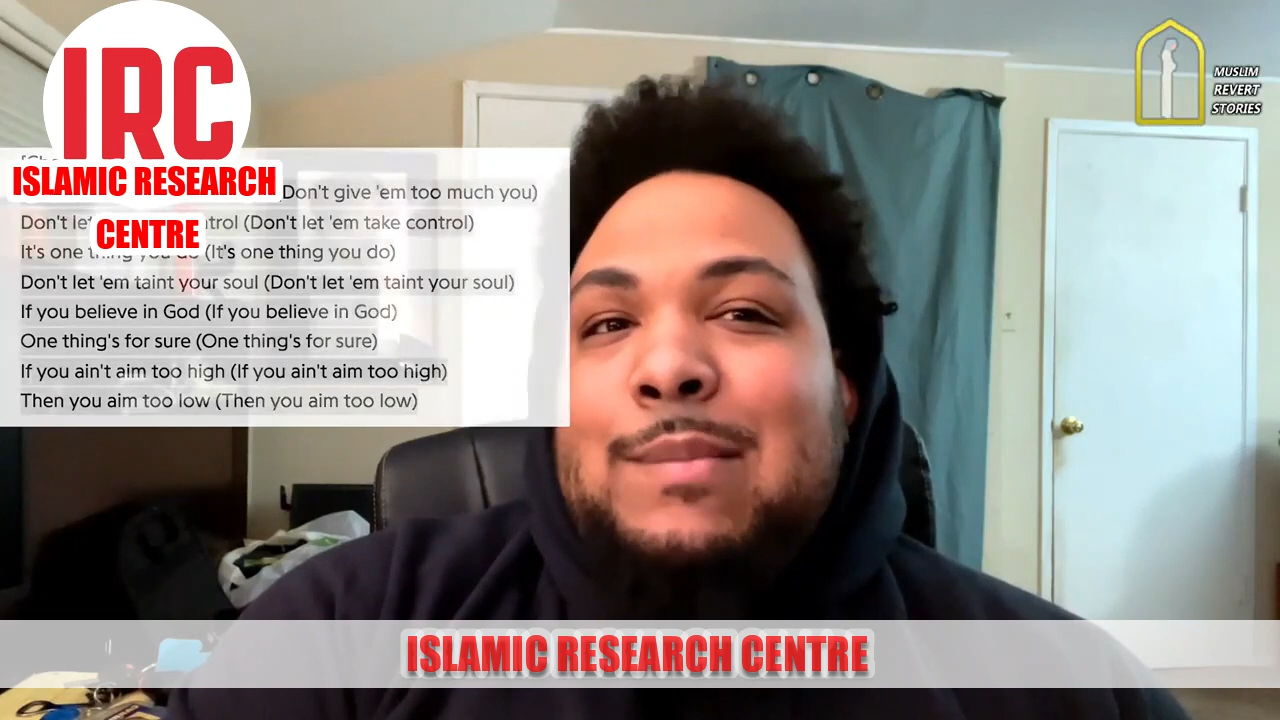 IRC
ISLAMIC RESEARCH
CENTRE
MUSLIM
REVERT
STORIES
(Don't give 'em too much you)
Don't let (Don't let 'em take control)
It's one thing you do (It's one thing you do)
Don't let 'em taint your soul (Don't let 'em taint your soul)
If you believe in God (If you believe in God)
One thing's for sure (One thing's for sure)
If you ain't aim too high (If you ain't aim too high)
Then you aim too low (Then you aim too low)
ISLAMIC RESEARCH CENTRE